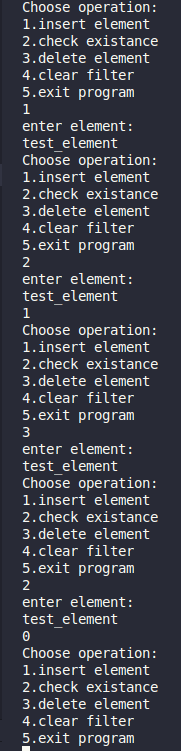 Choose operation:
1.insert element
2.check existance
3.delete element
4.clear filter
5.exit program
1
enter element:
test_element
Choose operation:
1.insert element
2.check existance
3.delete element
4.clear filter
5.exit program
2
enter element:
test_element
1
Choose operation:
1.insert element
2.check existance
3.delete element
4.clear filter
5.exit program
3
enter element:
test_element
Choose operation:
1.insert element
2.check existance
3.delete element
4.clear filter
5.exit program
2
enter element:
test_element
0
Choose operation:
1.insert element
2.check existance
3.delete element
4.clear filter
5.exit program